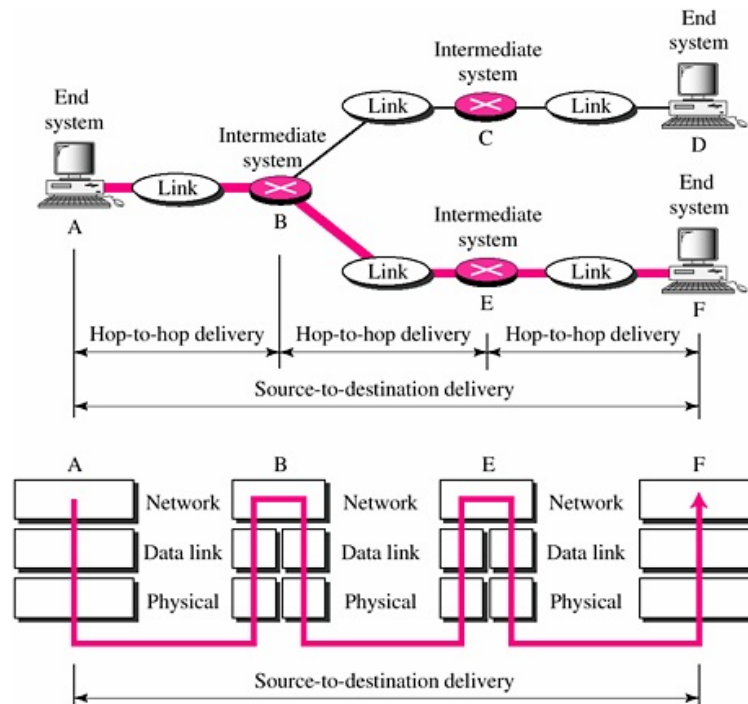 End
system
Intermediate
system
Link
Link
C
D
End
system
Intermediate
system
Link
A
B
End
system
Intermediate
system
Link
Link
E
F
Hop-to-hop delivery
Hop-to-hop delivery
Hop-to-hop delivery
Source-to-destination delivery
A
B
E
F
Network
Network
Network
Data link
Data link
Data link
Physical
Physical
Physical
Source-to-destination delivery